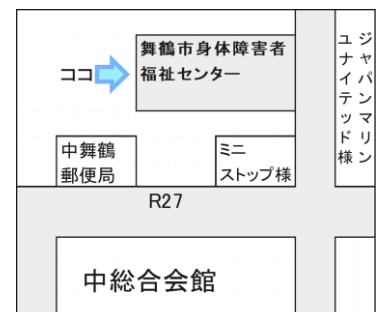 舞鶴市身体障害者
福祉センター
ココ
ジャパンマリン
ユナイテッド様
中舞鶴
郵便局
ミニ
ストップ様
R27
中総合会館